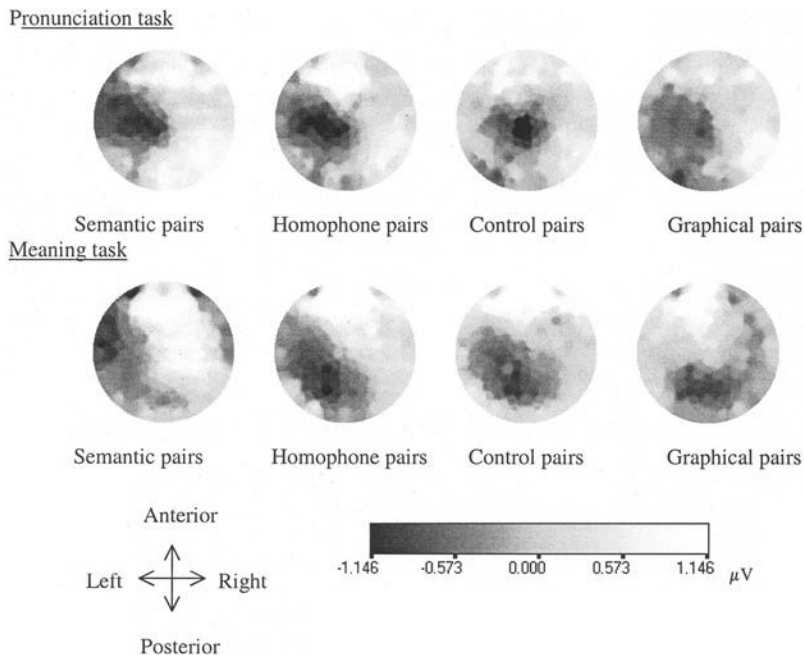 Pronunciation task
Semantic pairs Homophone pairs Control pairs Graphical pairs
Meaning task
Semantic pairs Homophone pairs Control pairs Graphical pairs
Anterior
Left Right
Posterior
-1.146 -0.573 0.000 0.573 1.146 μV